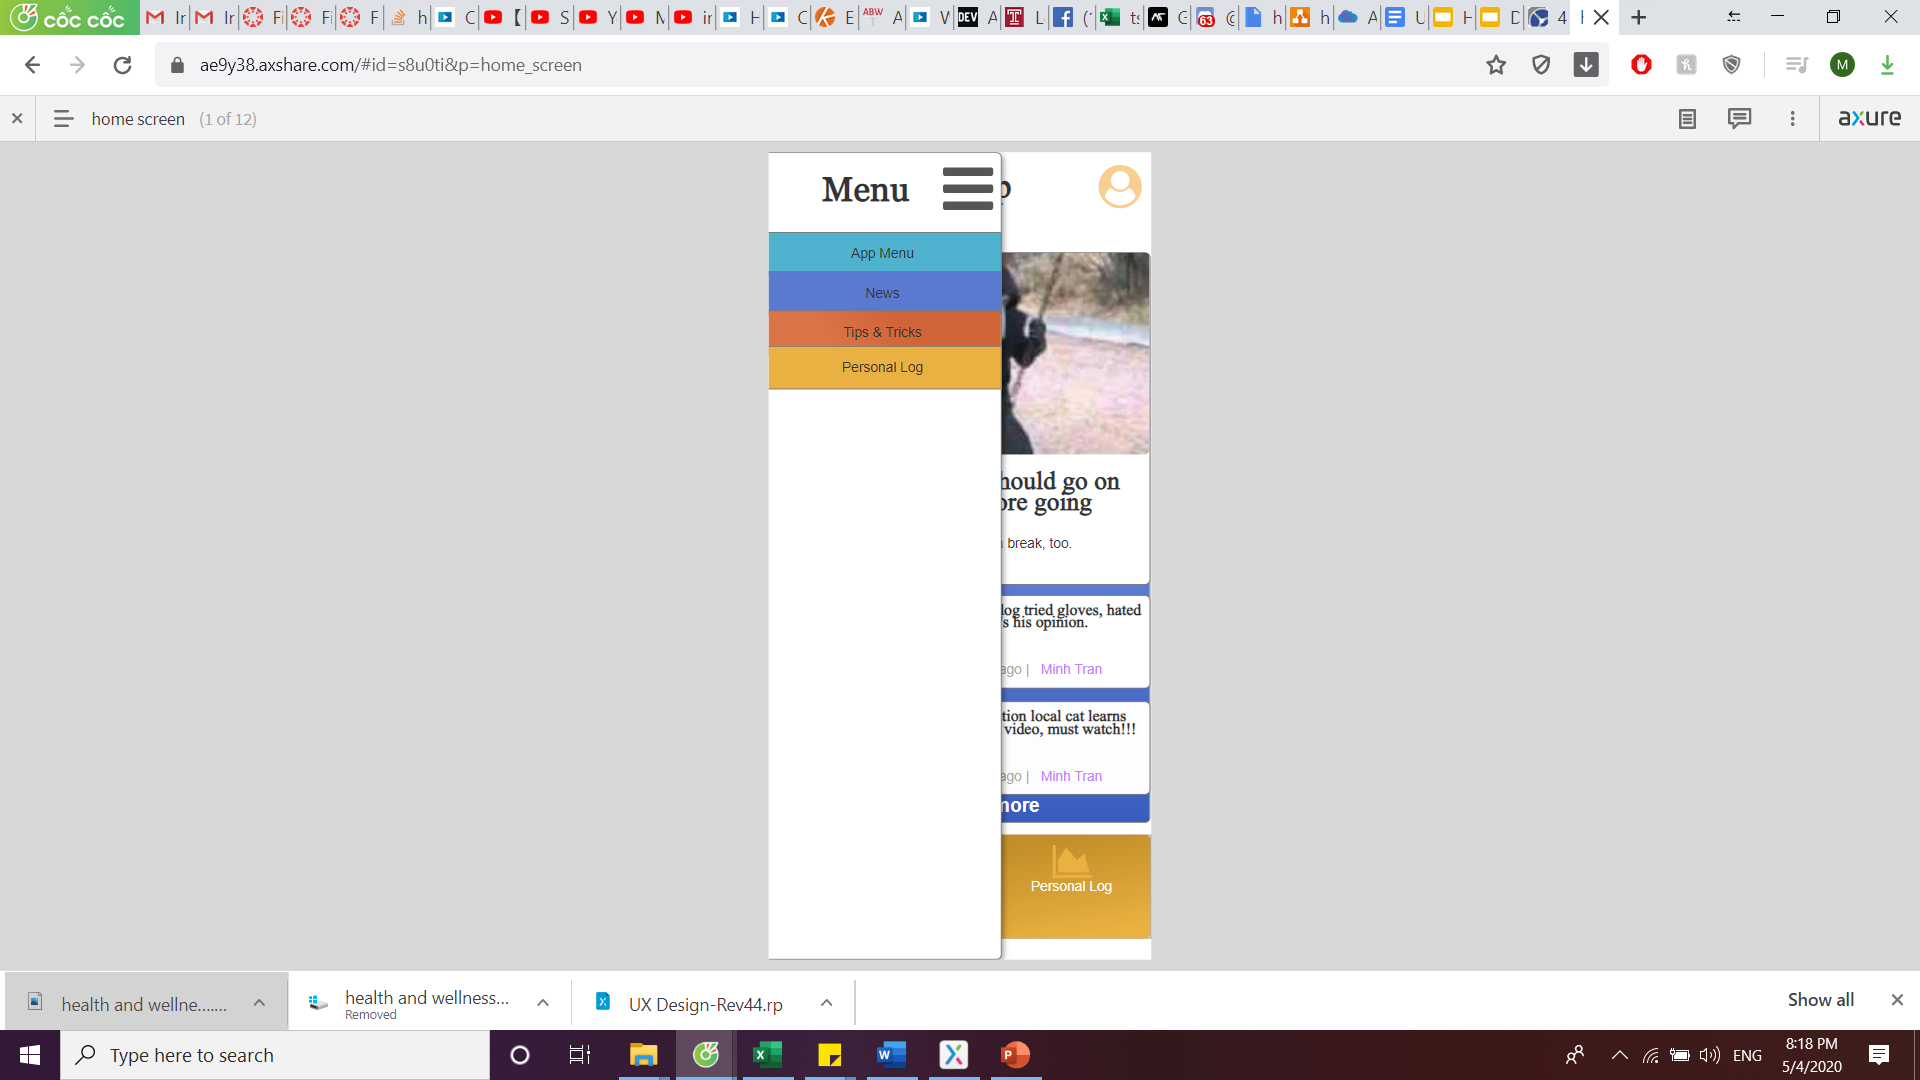 cốc cốc
ae9y38.axshare.com/#id=s8u0ti&p=home_screen
home screen (1 of 12)
axure
Menu
App Menu
News
Tips & Tricks
Personal Log
hould go on
ore going
break, too.
log tried gloves, hated
's his opinion.
ago | Minh Tran
tion local cat learns
video, must watch!!!
ago | Minh Tran
more
Personal Log
health and wellne.......
health and wellness...
Removed
UX Design-Rev44.rp
Show all
Type here to search
ENG
8:18 PM
5/4/2020